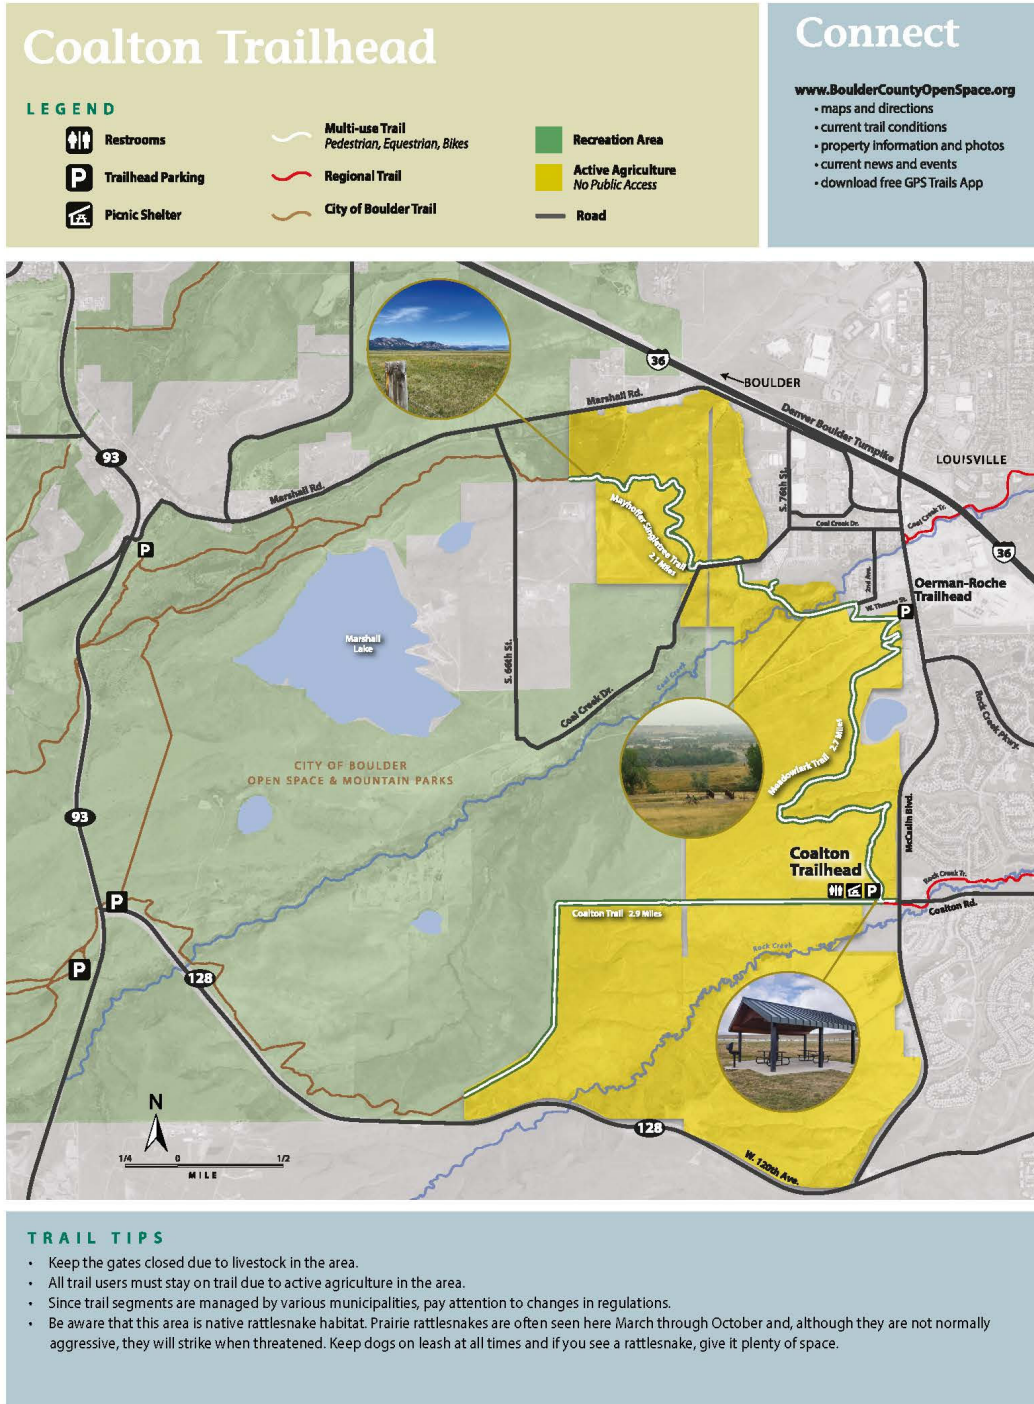 Coalton Trailhead
LEGEND
Restrooms
Trailhead Parking
Picnic Shelter
Multi-use Trail
Pedestrian, Equestrian, Bikes
Regional Trail
City of Boulder Trail
Recreation Area
Active Agriculture
No Public Access
Road
Connect
www.BoulderCountyOpenSpace.org
• maps and directions
• current trail conditions
• property information and photos
• current news and events
• download free GPS Trails App
36
BOULDER
Marshall Rd.
Denver Boulder Turnpike
93
LOUISVILLE
Marshall Rd.
S. 76th St.
Mayhoffer Singletree Trail
2.1 Miles
Coal Creek Dr.
Coal Creek Tr.
36
P
2nd Ave.
Oerman-Roche
Trailhead
W. Thomas St.
P
Marshall
Lake
S. 66th St.
Coal Creek
Coal Creek Dr.
Rock Creek Pkwy.
CITY OF BOULDER
OPEN SPACE & MOUNTAIN PARKS
Meadowlark Trail 2.7 Miles
93
McCaslin Blvd.
Coalton
Trailhead
P
Rock Creek Tr.
P
Coalton Trail 2.9 Miles
Coalton Rd.
Rock Creek
P
128
N
128
1/4 0 1/2
MILE
W. 120th Ave.
TRAIL TIPS
• Keep the gates closed due to livestock in the area.
• All trail users must stay on trail due to active agriculture in the area.
• Since trail segments are managed by various municipalities, pay attention to changes in regulations.
• Be aware that this area is native rattlesnake habitat. Prairie rattlesnakes are often seen here March through October and, although they are not normally
aggressive, they will strike when threatened. Keep dogs on leash at all times and if you see a rattlesnake, give it plenty of space.